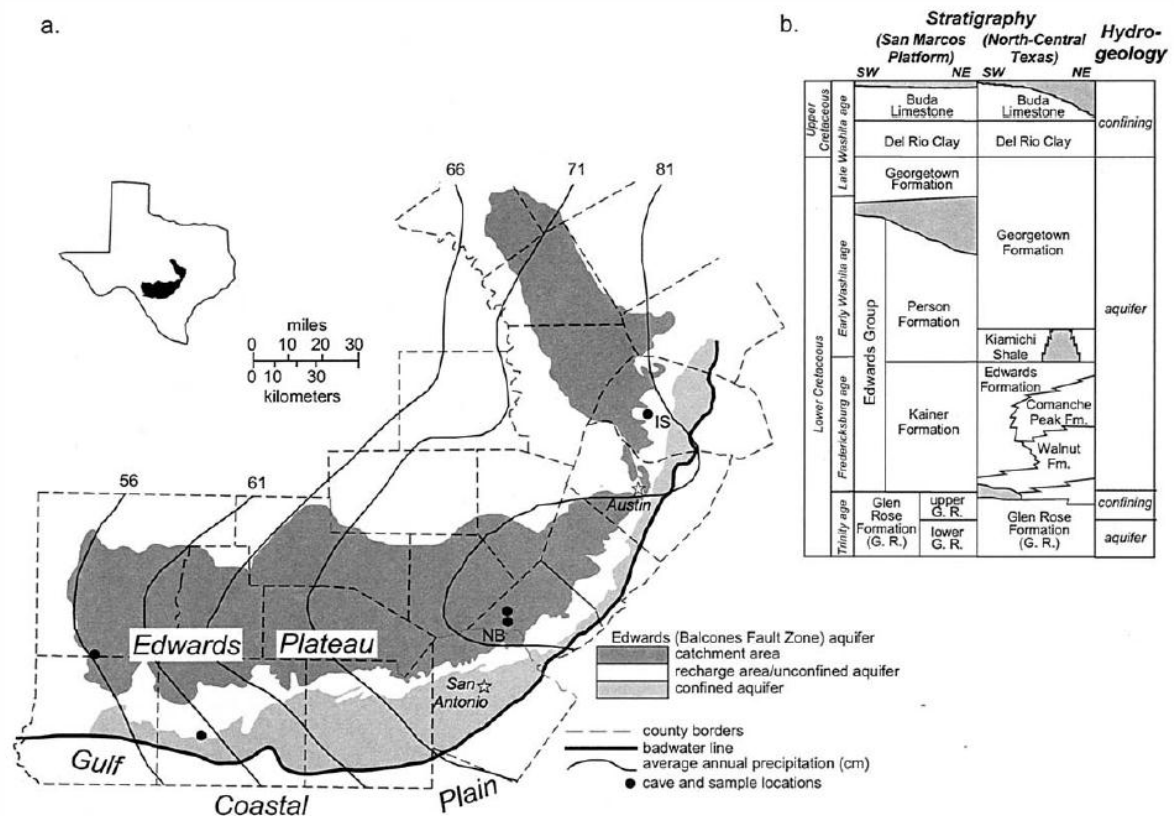 a.
66
71
81
miles
0 10 20 30
0 10 30
kilometers
IS
Austin
56
61
NB
Edwards
Plateau
San
Antonio
Gulf
Coastal
Plain
Edwards (Balcones Fault Zone) aquifer
catchment area
recharge area/unconfined aquifer
confined aquifer
county borders
badwater line
average annual precipitation (cm)
cave and sample locations
b.
Stratigraphy
(San Marcos
Platform)
(North-Central
Texas)
Hydro-
geology
SW
NE
SW
NE
Upper
Cretaceous
Lower Cretaceous
Late Washita age
Early Washita age
Fredericksburg age
Trinity age
Buda
Limestone
Buda
Limestone
confining
Del Rio Clay
Del Rio Clay
Georgetown
Formation
Georgetown
Formation
Edwards Group
Person
Formation
aquifer
Kiamichi
Shale
Edwards
Formation
Kainer
Formation
Comanche
Peak Fm.
Walnut
Fm.
Glen
Rose
Formation
(G. R.)
upper
G. R.
lower
G. R.
Glen Rose
Formation
(G. R.)
confining
aquifer